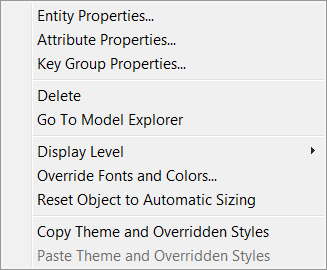 Entity Properties...
Attribute Properties...
Key Group Properties...
Delete
Go To Model Explorer
Display Level
Override Fonts and Colors...
Reset Object to Automatic Sizing
Copy Theme and Overridden Styles
Paste Theme and Overridden Styles